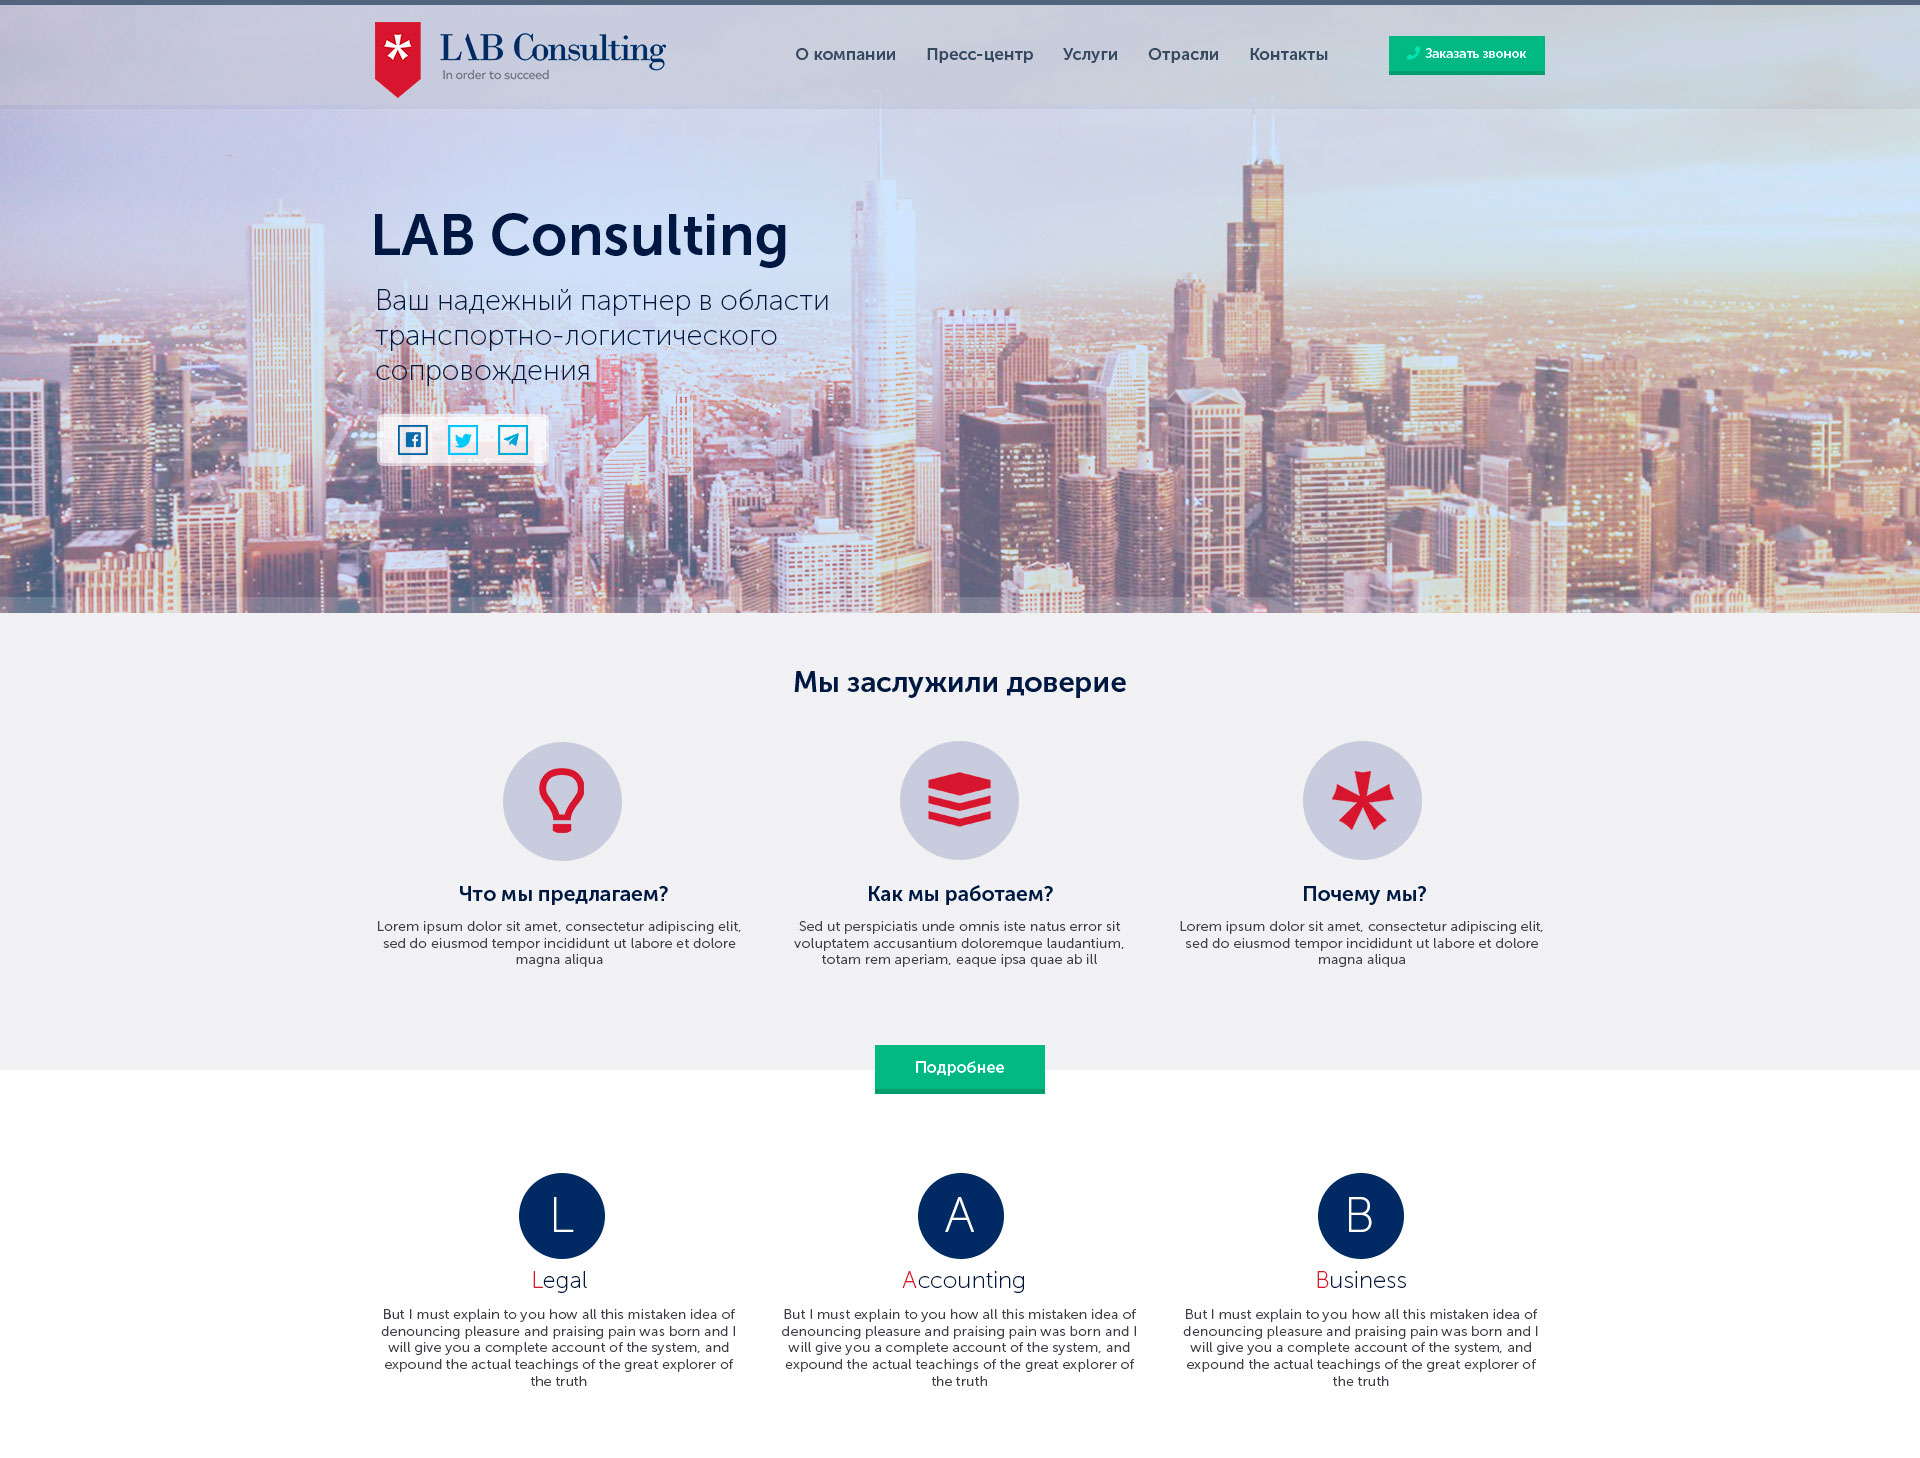 LAB Consulting
In order to succeed
О компании
Пресс-центр
Услуги
Отрасли
Контакты
Заказать звонок
LAB Consulting
Ваш надежный партнер в области
транспортно-логистического
сопровождения
Мы заслужили доверие
Что мы предлагаем?
Lorem ipsum dolor sit amet, consectetur adipiscing elit,
sed do eiusmod tempor incididunt ut labore et dolore
magna aliqua
Как мы работаем?
Sed ut perspiciatis unde omnis iste natus error sit
voluptatem accusantium doloremque laudantium,
totam rem aperiam, eaque ipsa quae ab ill
Почему мы?
Lorem ipsum dolor sit amet, consectetur adipiscing elit,
sed do eiusmod tempor incididunt ut labore et dolore
magna aliqua
Подробнее
L
Legal
But I must explain to you how all this mistaken idea of
denouncing pleasure and praising pain was born and I
will give you a complete account of the system, and
expound the actual teachings of the great explorer of
the truth
A
Accounting
But I must explain to you how all this mistaken idea of
denouncing pleasure and praising pain was born and I
will give you a complete account of the system, and
expound the actual teachings of the great explorer of
the truth
B
Business
But I must explain to you how all this mistaken idea of
denouncing pleasure and praising pain was born and I
will give you a complete account of the system, and
expound the actual teachings of the great explorer of
the truth